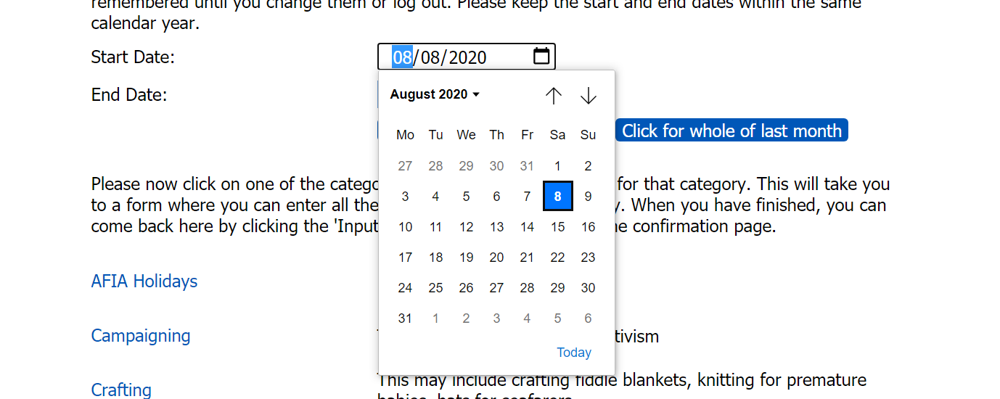 remembered until you change them or log out. Please keep the start and end dates within the same
calendar year.
Start Date:
08/08/2020
End Date:
August 2020
Mo Tu We Th Fr Sa Su
27 28 29 30 31 1 2
3 4 5 6 7 8 9
10 11 12 13 14 15 16
17 18 19 20 21 22 23
24 25 26 27 28 29 30
31 1 2 3 4 5 6
Today
Click for whole of last month
Please now click on one of the catego for that category. This will take you
to a form where you can enter all the y. When you have finished, you can
come back here by clicking the 'Input e confirmation page.
AFIA Holidays
Campaigning
tivism
Crafting
This may include crafting fiddle blankets, knitting for premature
babies, hats for seafarers